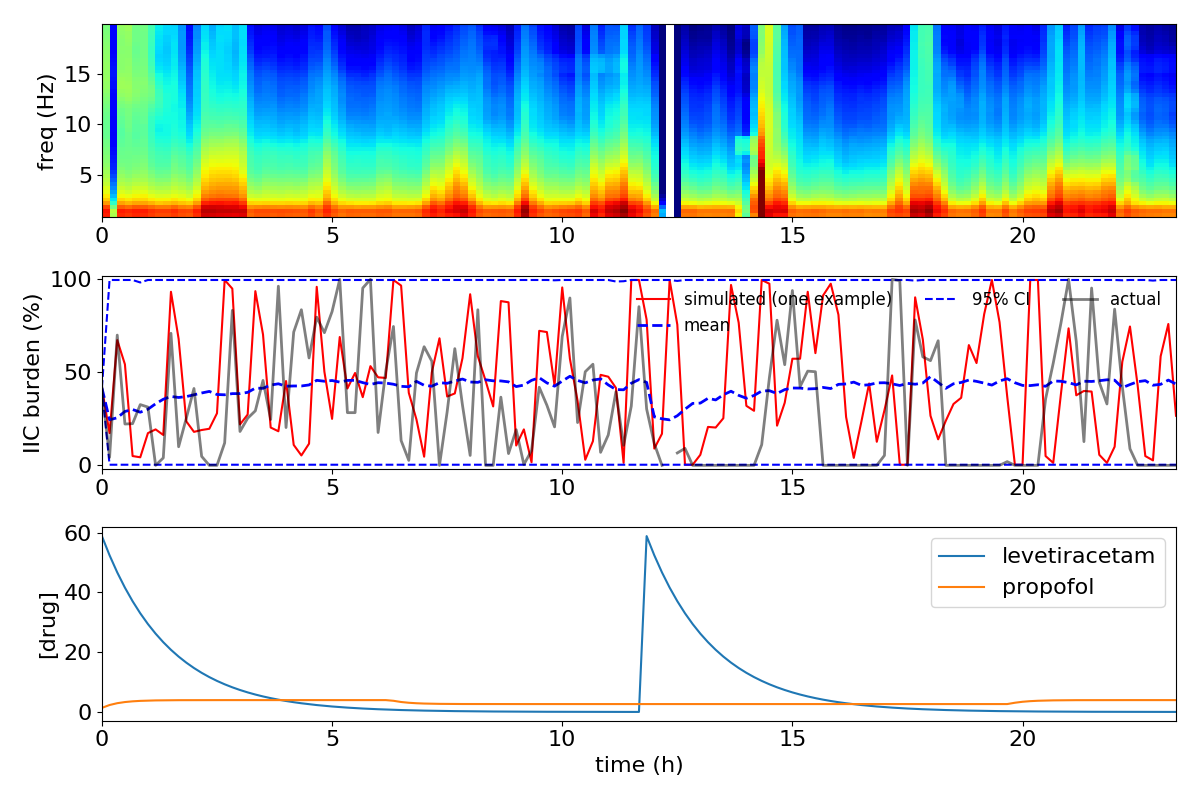 freq (Hz)
15
10
5
0 5 10 15 20
IIC burden (%)
100
50
0
simulated (one example) 95% CI actual
mean
0 5 10 15 20
[drug]
60
40
20
0
levetiracetam
propofol
0 5 10 15 20
time (h)